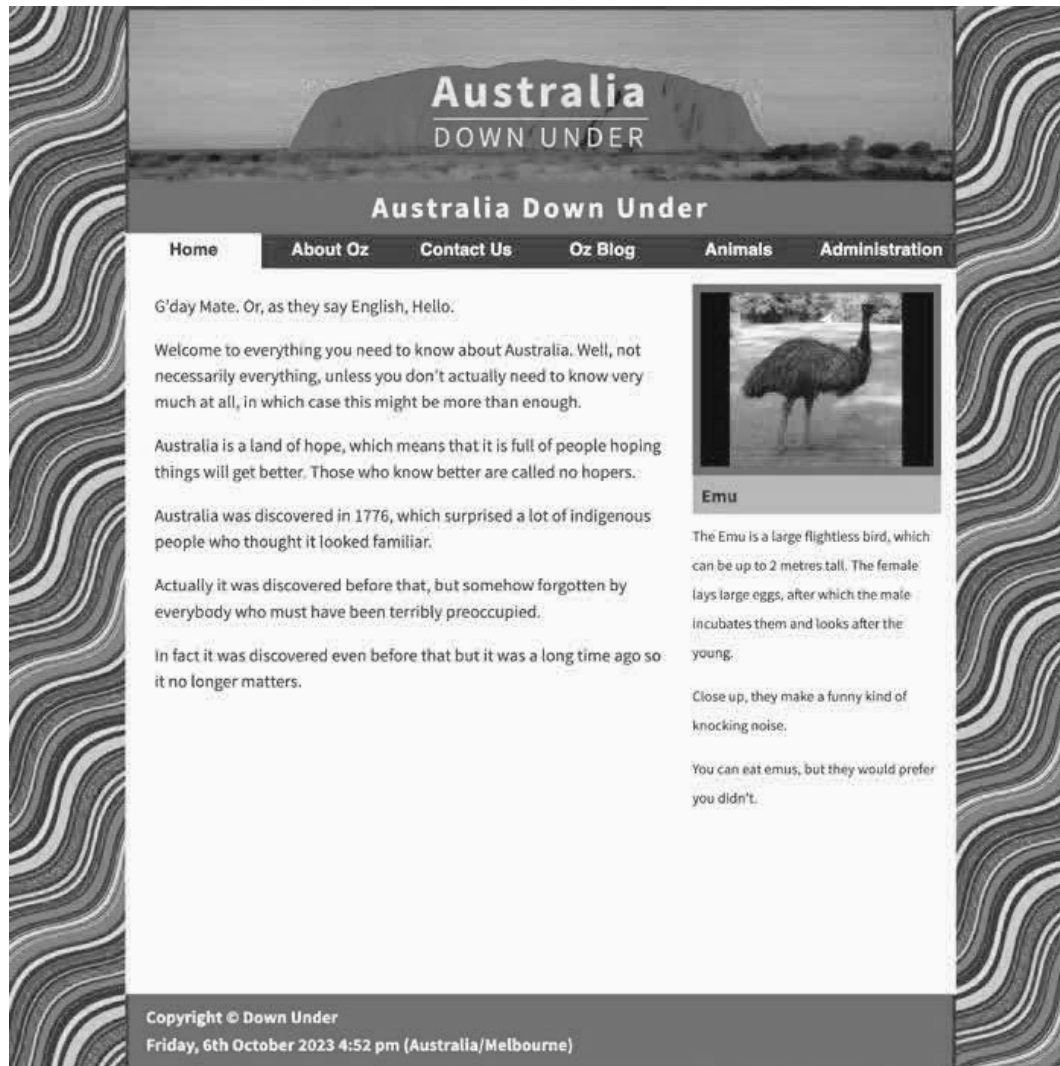 Australia
DOWN UNDER
Australia Down Under
Home About Oz Contact Us Oz Blog Animals Administration
G'day Mate. Or, as they say English, Hello.
Welcome to everything you need to know about Australia. Well, not
necessarily everything, unless you don't actually need to know very
much at all, in which case this might be more than enough.
Australia is a land of hope, which means that it is full of people hoping
things will get better. Those who know better are called no hopers.
Australia was discovered in 1776, which surprised a lot of indigenous
people who thought it looked familiar.
Actually it was discovered before that, but somehow forgotten by
everybody who must have been terribly preoccupied.
In fact it was discovered even before that but it was a long time ago so
it no longer matters.
Emu
The Emu is a large flightless bird, which
can be up to 2 metres tall. The female
lays large eggs, after which the male
incubates them and looks after the
young.
Close up, they make a funny kind of
knocking noise.
You can eat emus, but they would prefer
you didn't.
Copyright © Down Under
Friday, 6th October 2023 4:52 pm (Australia/Melbourne)